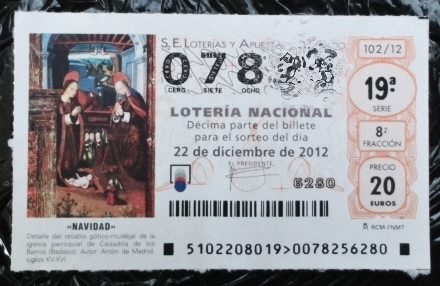 S.E. LOTERÍAS Y APUESTAS
102/12
078
CERO SIETE OCHO
19ª
SERIE
LOTERÍA NACIONAL
Décima parte del billete
para el sorteo del día
22 de diciembre de 2012
EL PRESIDENTE,
8ª
FRACCIÓN
PRECIO
20
EUROS
6280
RCM-FNMT
5102208019>0078256280
«NAVIDAD»
Detalle del retablo gótico-mudéjar de la
iglesia parroquial de Calzadilla de los
Barros (Badajoz). Autor: Antón de Madrid,
siglos XV-XVI.